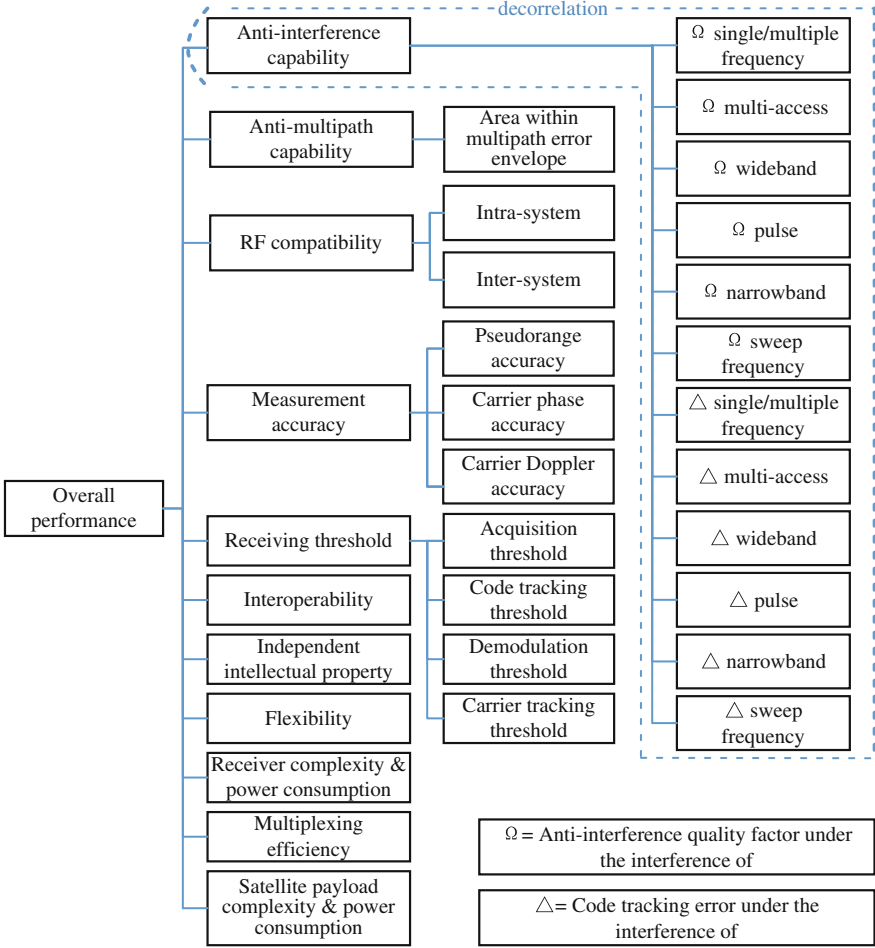 decorrelation
Anti-interference
capability
Ω single/multiple
frequency
Ω multi-access
Ω wideband
Ω pulse
Ω narrowband
Ω sweep
frequency
△ single/multiple
frequency
△ multi-access
△ wideband
△ pulse
△ narrowband
△ sweep
frequency
Anti-multipath
capability
Area within
multipath error
envelope
RF compatibility
Intra-system
Inter-system
Measurement
accuracy
Pseudorange
accuracy
Carrier phase
accuracy
Carrier Doppler
accuracy
Overall
performance
Receiving threshold
Acquisition
threshold
Code tracking
threshold
Demodulation
threshold
Carrier tracking
threshold
Interoperability
Independent
intellectual property
Flexibility
Receiver complexity &
power consumption
Multiplexing
efficiency
Satellite payload
complexity & power
consumption
Ω = Anti-interference quality factor under
the interference of
△= Code tracking error under the
interference of